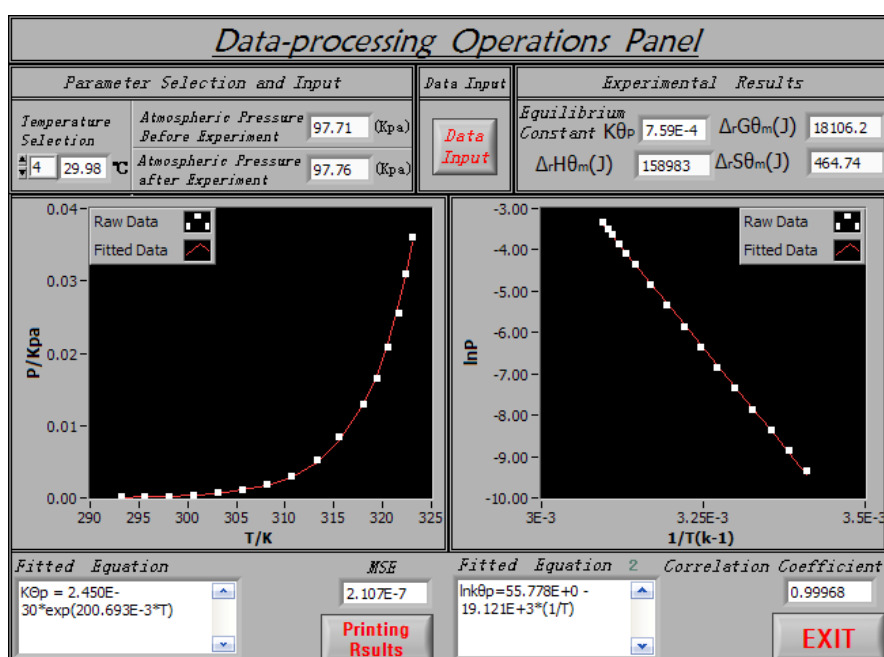 Data-processing Operations Panel
Parameter Selection and Input
Data Input
Experimental Results
Temperature
Selection
4 29.98 ℃
Atmospheric Pressure
Before Experiment 97.71 (Kpa)
Atmospheric Pressure
after Experiment 97.76 (Kpa)
Data
Input
Equilibrium
Constant Kθp 7.59E-4 ΔrGθm(J) 18106.2
ΔrHθm(J) 158983 ΔrSθm(J) 464.74
Raw Data
Fitted Data
0.04
0.03
0.02
0.01
0.00
P/Kpa
290 295 300 305 310 315 320 325
T/K
Raw Data
Fitted Data
-3.00
-4.00
-5.00
-6.00
-7.00
-8.00
-9.00
-10.00
lnP
3E-3 3.25E-3 3.5E-3
1/T(k-1)
Fitted Equation
KΘp = 2.450E-
30*exp(200.693E-3*T)
MSE
2.107E-7
Printing
Rsults
Fitted Equation 2
lnkθp=55.778E+0 -
19.121E+3*(1/T)
Correlation Coefficient
0.99968
EXIT